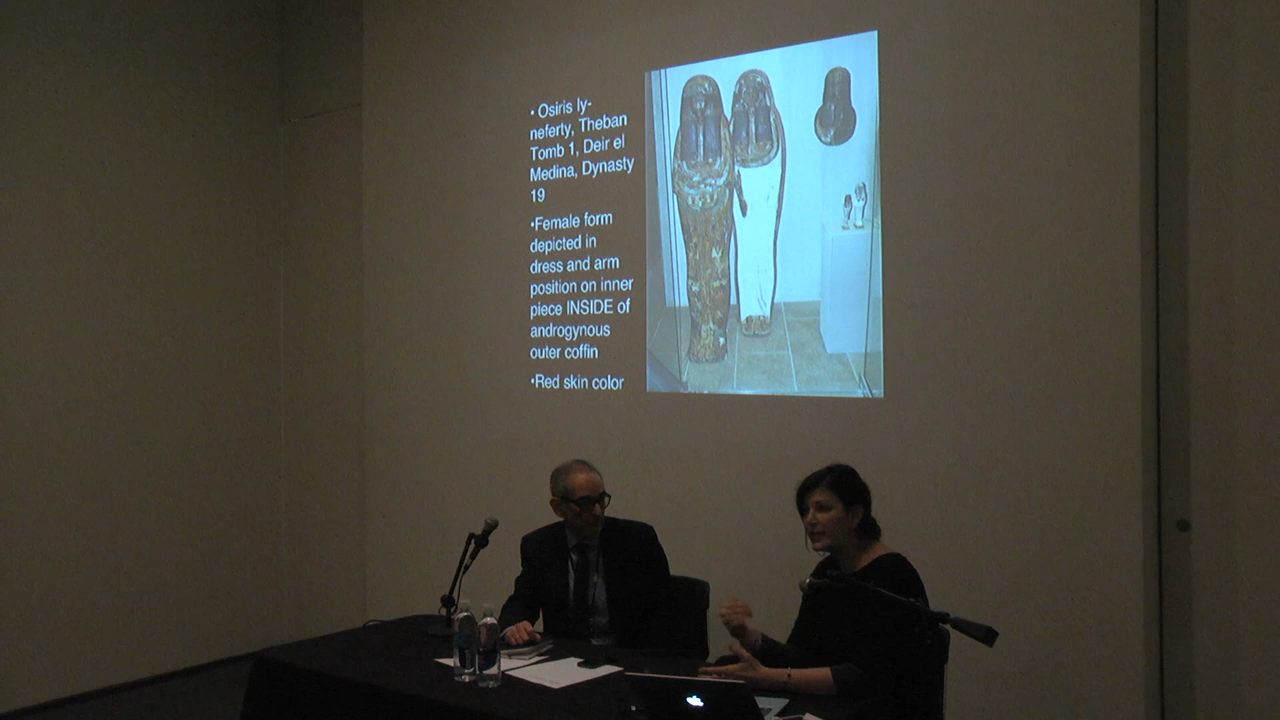 • Osiris Iy-
neferty, Theban
Tomb 1, Deir el
Medina, Dynasty
19
•Female form
depicted in
dress and arm
position on inner
piece INSIDE of
androgynous
outer coffin
•Red skin color